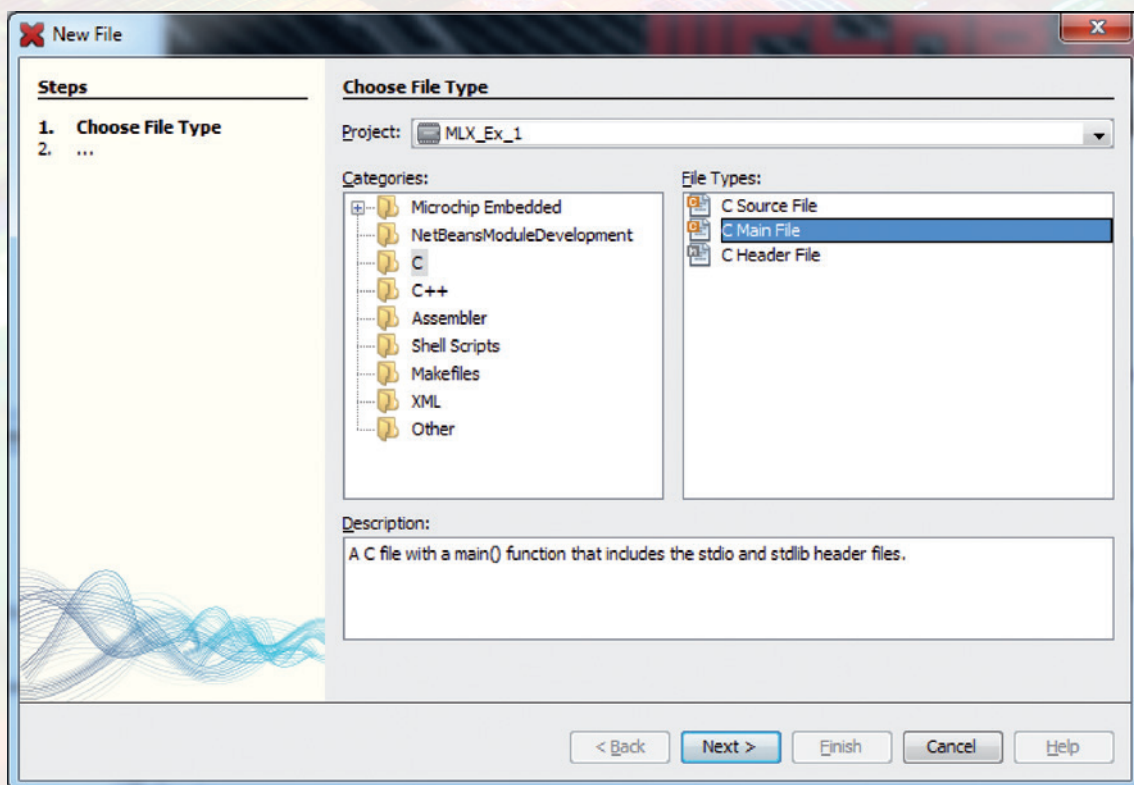 New File
Steps
1. Choose File Type
2. ...
Choose File Type
Project: MLX_Ex_1
Categories:
Microchip Embedded
NetBeansModuleDevelopment
C
C++
Assembler
Shell Scripts
Makefiles
XML
Other
File Types:
C Source File
C Main File
C Header File
Description:
A C file with a main() function that includes the stdio and stdlib header files.
< Back
Next >
Finish
Cancel
Help